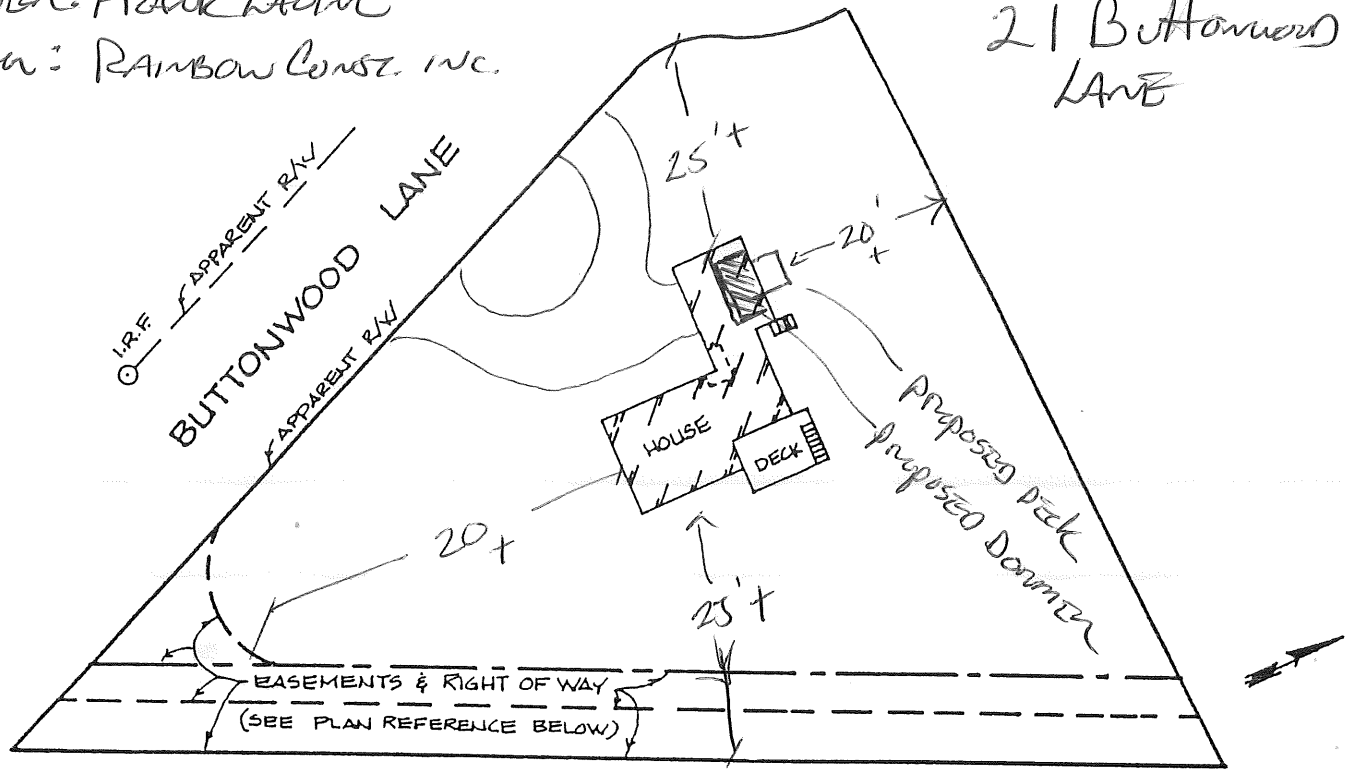 RAINBOW CONST. INC.
21 Buttonwood
LANE
I.R.F.
APPARENT R/W
BUTTONWOOD LANE
APPARENT R/W
25'+
20'+
HOUSE
DECK
PROPOSED DECK
PROPOSED DORMER
20+
25'+
EASEMENTS & RIGHT OF WAY
(SEE PLAN REFERENCE BELOW)